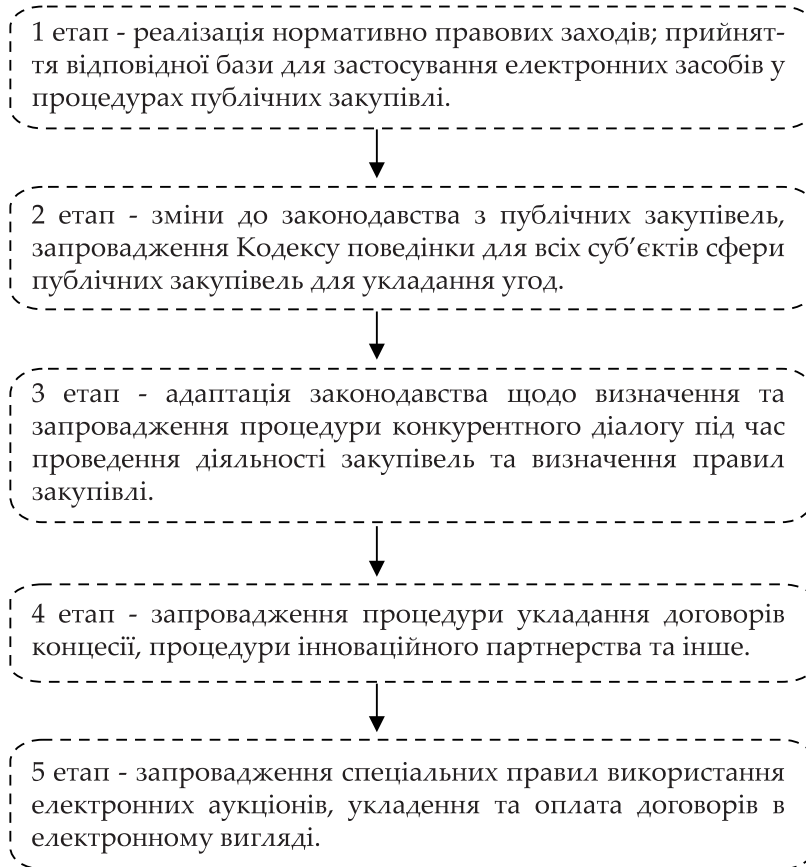 1 етап - реалізація нормативно правових заходів; прийнят-
тя відповідної бази для застосування електронних засобів у
процедурах публічних закупівлі.
2 етап - зміни до законодавства з публічних закупівель,
запровадження Кодексу поведінки для всіх суб’єктів сфери
публічних закупівель для укладання угод.
3 етап - адаптація законодавства щодо визначення та
запровадження процедури конкурентного діалогу під час
проведення діяльності закупівель та визначення правил
закупівлі.
4 етап - запровадження процедури укладання договорів
концесії, процедури інноваційного партнерства та інше.
5 етап - запровадження спеціальних правил використання
електронних аукціонів, укладення та оплата договорів в
електронному вигляді.